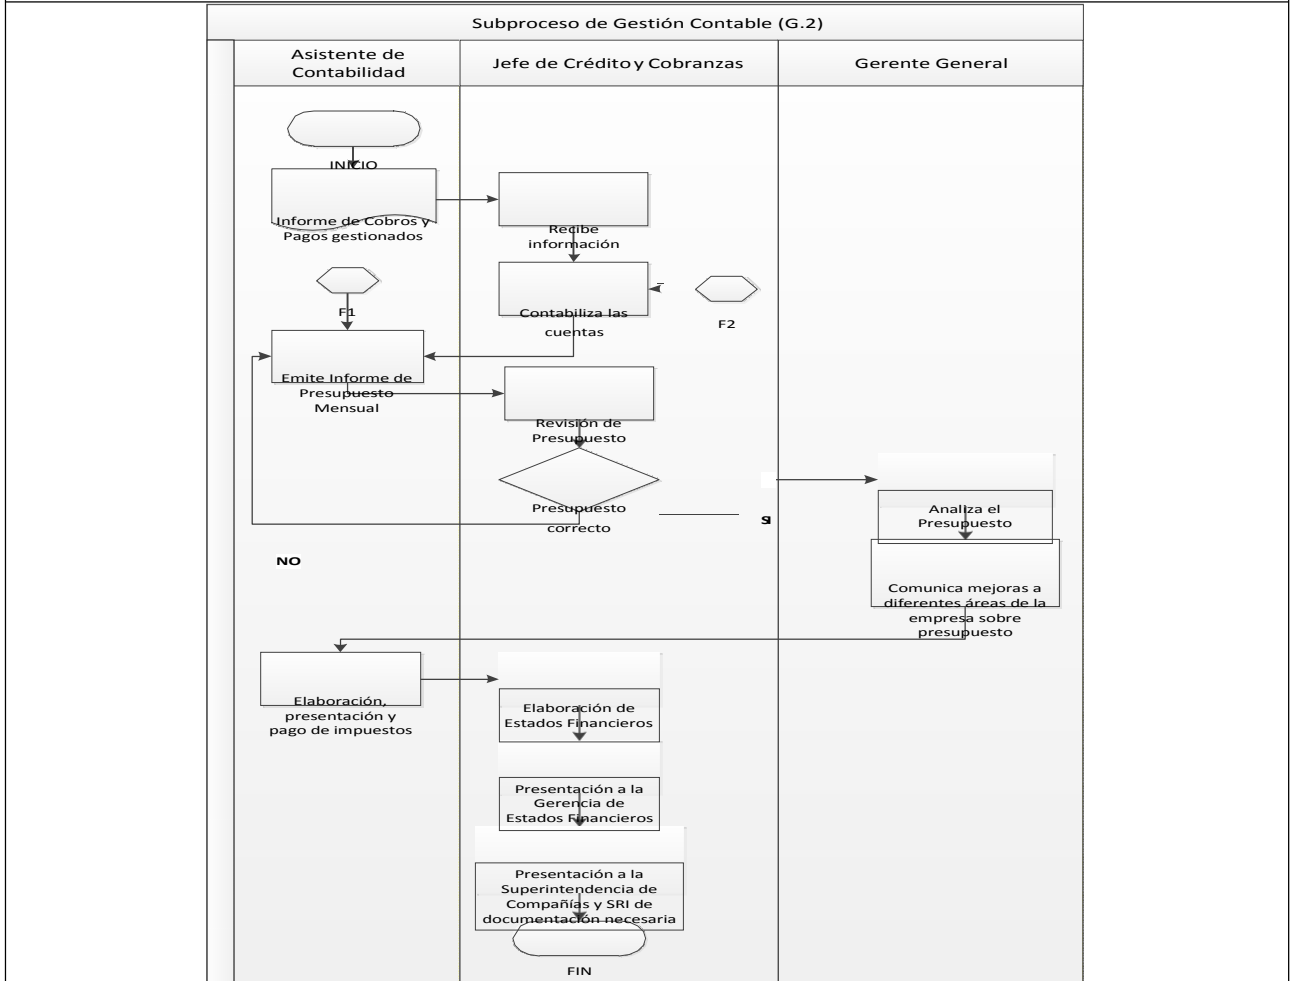 Subproceso de Gestión Contable (G.2)
Asistente de
Contabilidad
Jefe de Crédito y Cobranzas
Gerente General
INICIO
Informe de Cobros y
Pagos gestionados
Recibe
información
F1
Contabiliza las
cuentas
F2
Emite Informe de
Presupuesto
Mensual
Revisión de
Presupuesto
Presupuesto
correcto
SI
NO
Analiza el
Presupuesto
Comunica mejoras a
diferentes áreas de la
empresa sobre
presupuesto
Elaboración,
presentación y
pago de impuestos
Elaboración de
Estados Financieros
Presentación a la
Gerencia de
Estados Financieros
Presentación a la
Superintendencia de
Compañías y SRI de
documentación necesaria
FIN